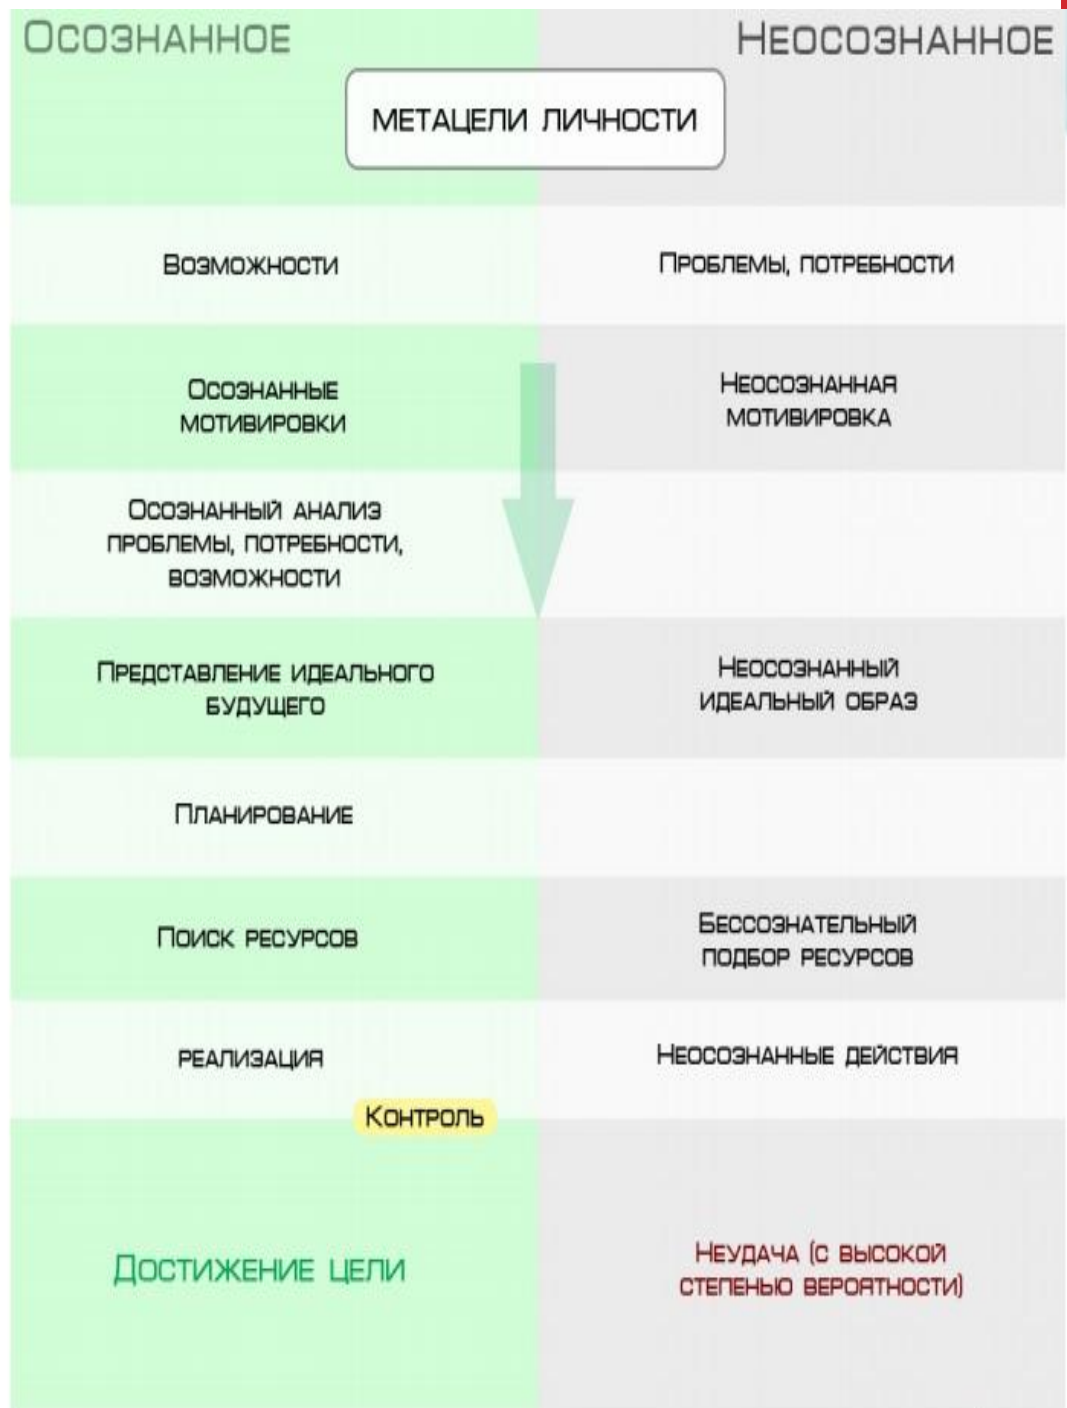 Осознанное
Неосознанное
метацели личности
Возможности
Проблемы, потребности
Осознанные
мотивировки
Неосознанная
мотивировка
Осознанный анализ
проблемы, потребности,
возможности
Представление идеального
будущего
Неосознанный
идеальный образ
Планирование
Поиск ресурсов
Бессознательный
подбор ресурсов
реализация
Неосознанные действия
Контроль
Достижение цели
Неудача (с высокой
степенью вероятности)